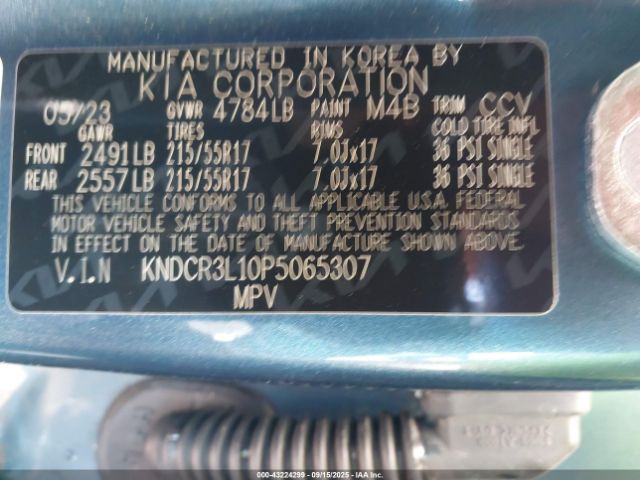 MANUFACTURED IN KOREA BY
KIA CORPORATION
05/23 GVWR 4784LB PAINT M4B TRIM CCV
GAWR TIRES RIMS COLD TIRE INFL
FRONT 2491LB 215/55R17 7.0Jx17 36 PSI SINGLE
REAR 2557LB 215/55R17 7.0Jx17 36 PSI SINGLE
THIS VEHICLE CONFORMS TO ALL APPLICABLE U.S.A. FEDERAL
MOTOR VEHICLE SAFETY AND THEFT PREVENTION STANDARDS
IN EFFECT ON THE DATE OF MANUFACTURE SHOWN ABOVE.
V.I.N KNDCR3L10P5065307
MPV
000-43224299 - 09/15/2025 - IAAI.COM